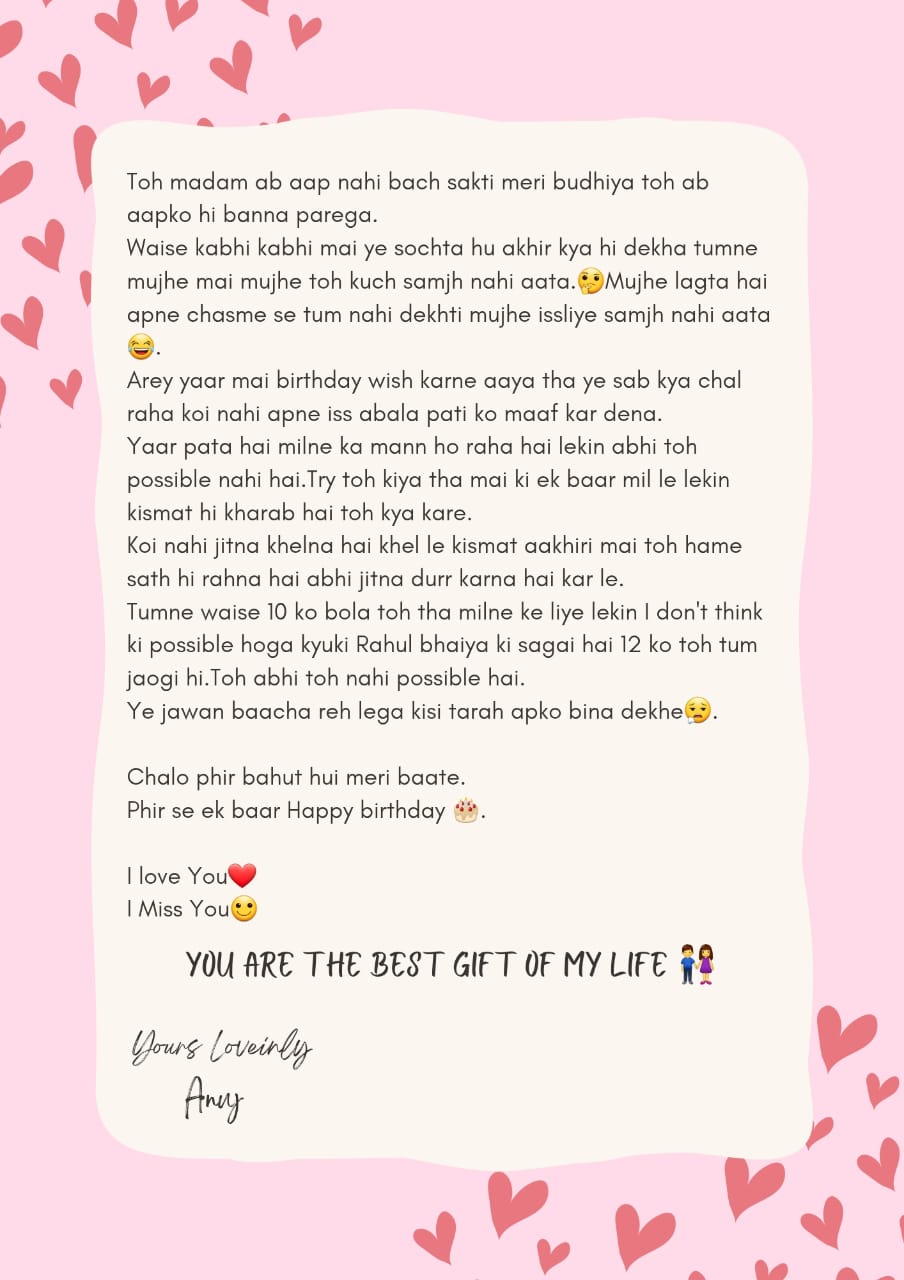 Toh madam ab aap nahi bach sakti meri budhiya toh ab
aapko hi banna parega.
Waise kabhi kabhi mai ye sochta hu akhir kya hi dekha tumne
mujhe mai mujhe toh kuch samjh nahi aata.🤔Mujhe lagta hai
apne chasme se tum nahi dekhti mujhe issliye samjh nahi aata
😂.
Arey yaar mai birthday wish karne aaya tha ye sab kya chal
raha koi nahi apne iss abala pati ko maaf kar dena.
Yaar pata hai milne ka mann ho raha hai lekin abhi toh
possible nahi hai.Try toh kiya tha mai ki ek baar mil le lekin
kismat hi kharab hai toh kya kare.
Koi nahi jitna khelna hai khel le kismat aakhiri mai toh hame
sath hi rahna hai abhi jitna durr karna hai kar le.
Tumne waise 10 ko bola toh tha milne ke liye lekin I don't think
ki possible hoga kyuki Rahul bhaiya ki sagai hai 12 ko toh tum
jaogi hi.Toh abhi toh nahi possible hai.
Ye jawan baacha reh lega kisi tarah apko bina dekhe😮‍💨.
Chalo phir bahut hui meri baate.
Phir se ek baar Happy birthday 🎂.
I love You❤️
I Miss You🙂
YOU ARE THE BEST GIFT OF MY LIFE 👫
Yours Loveinly
Anuj